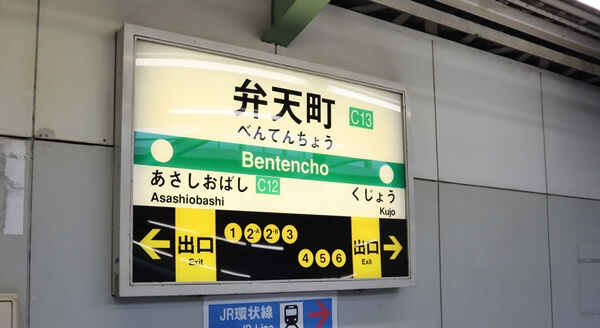 弁天町 C13
べんてんちょう
Bentencho
あさしおばし C12 くじょう
Asashiobashi Kujo
出口 1 2-A 2-B 3 4 5 6 出口
Exit Exit
JR環状線